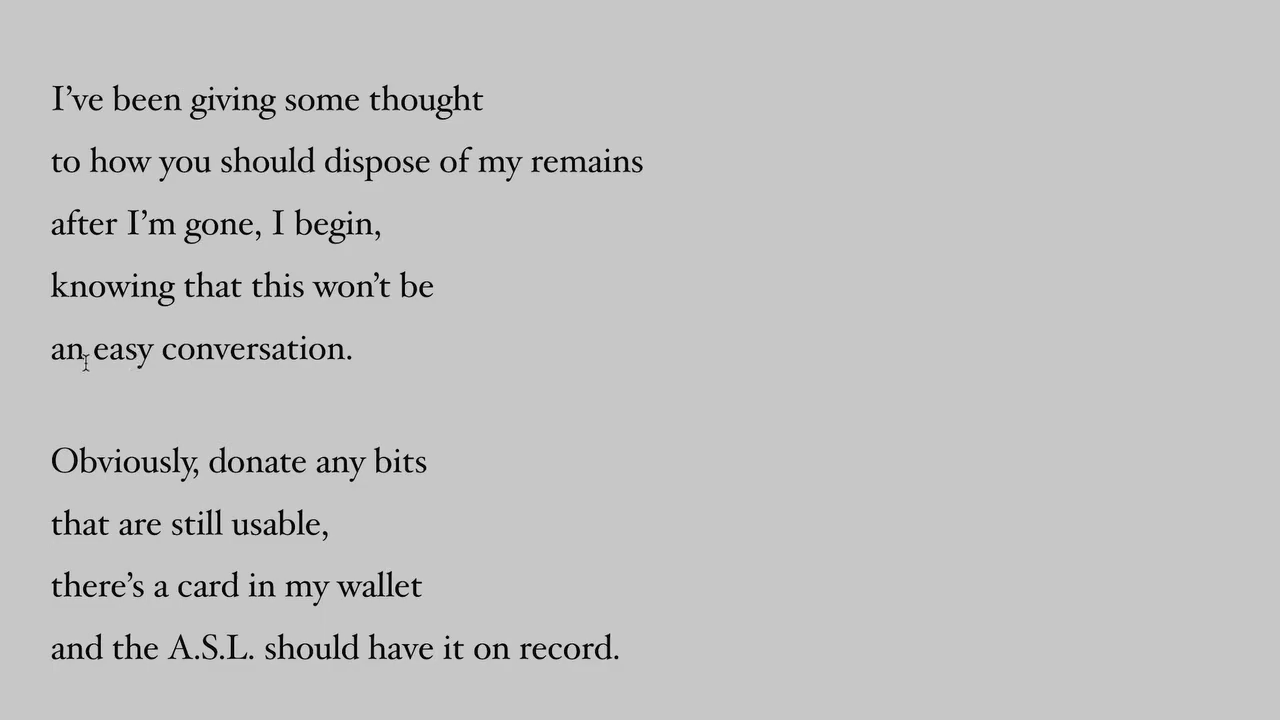 I’ve been giving some thought
to how you should dispose of my remains
after I’m gone, I begin,
knowing that this won’t be
an easy conversation.
Obviously, donate any bits
that are still usable,
there’s a card in my wallet
and the A.S.L. should have it on record.